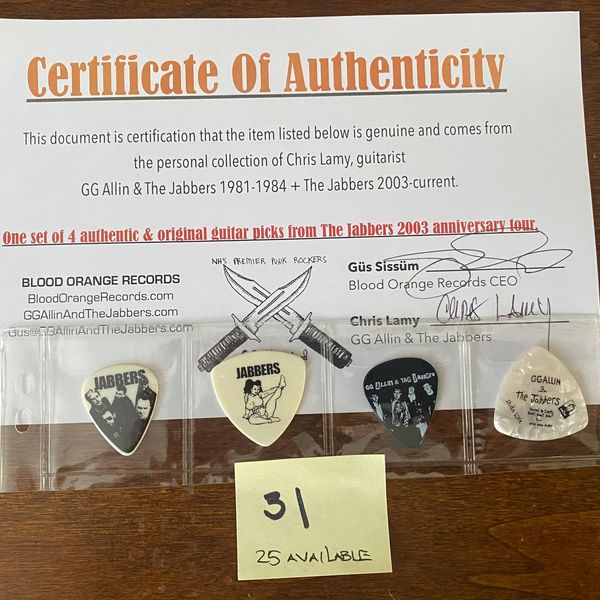 Certificate Of Authenticity
This document is certification that the item listed below is genuine and comes from
the personal collection of Chris Lamy, guitarist
GG Allin & The Jabbers 1981-1984 + The Jabbers 2003-current.
One set of 4 authentic & original guitar picks from The Jabbers 2003 anniversary tour.
BLOOD ORANGE RECORDS
BloodOrangeRecords.com
GGAllinAndTheJabbers.com
Gus@GGAllinAndTheJabbers.com
NH'S PREMIER PUNK ROCKERS
Güs Sissüm
Blood Orange Records CEO
Chris Lamy
GG Allin & The Jabbers
Chris Lamy
JABBERS
JABBERS
GG ALLIN &
GGALLIN
&
The Jabbers
31
25 AVAILABLE